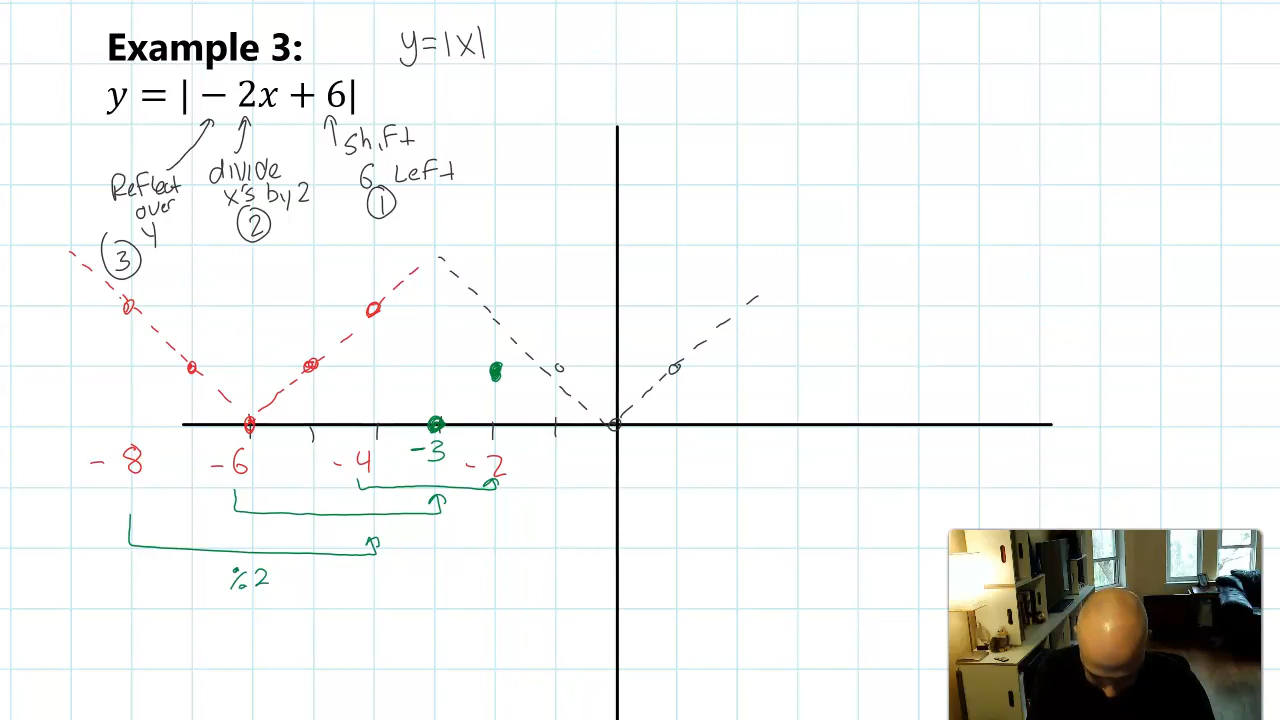 Example 3:
y = |x|
y = | − 2x + 6|
Reflect
over
y
3
divide
x's by 2
2
shift
6 Left
1
- 8
- 6
- 4
- 3
- 2
% 2